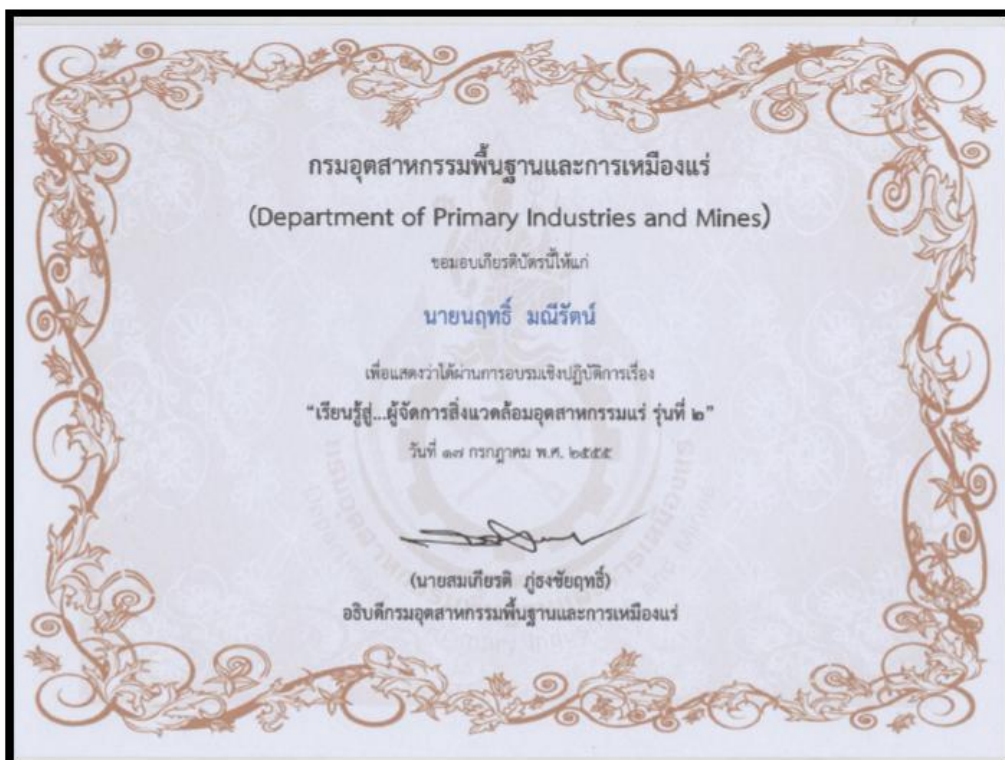 กรมอุตสาหกรรมพื้นฐานและการเหมืองแร่
(Department of Primary Industries and Mines)
ขอมอบเกียรติบัตรนี้ให้แก่
นายนฤทธิ์ มณีรัตน์
เพื่อแสดงว่าได้ผ่านการอบรมเชิงปฏิบัติการเรื่อง
“เรียนรู้สู่...ผู้จัดการสิ่งแวดล้อมอุตสาหกรรมแร่ รุ่นที่ ๒”
วันที่ ๑๗ กรกฎาคม พ.ศ. ๒๕๕๕
(นายสมเกียรติ ภู่ธงชัยฤทธิ์)
อธิบดีกรมอุตสาหกรรมพื้นฐานและการเหมืองแร่